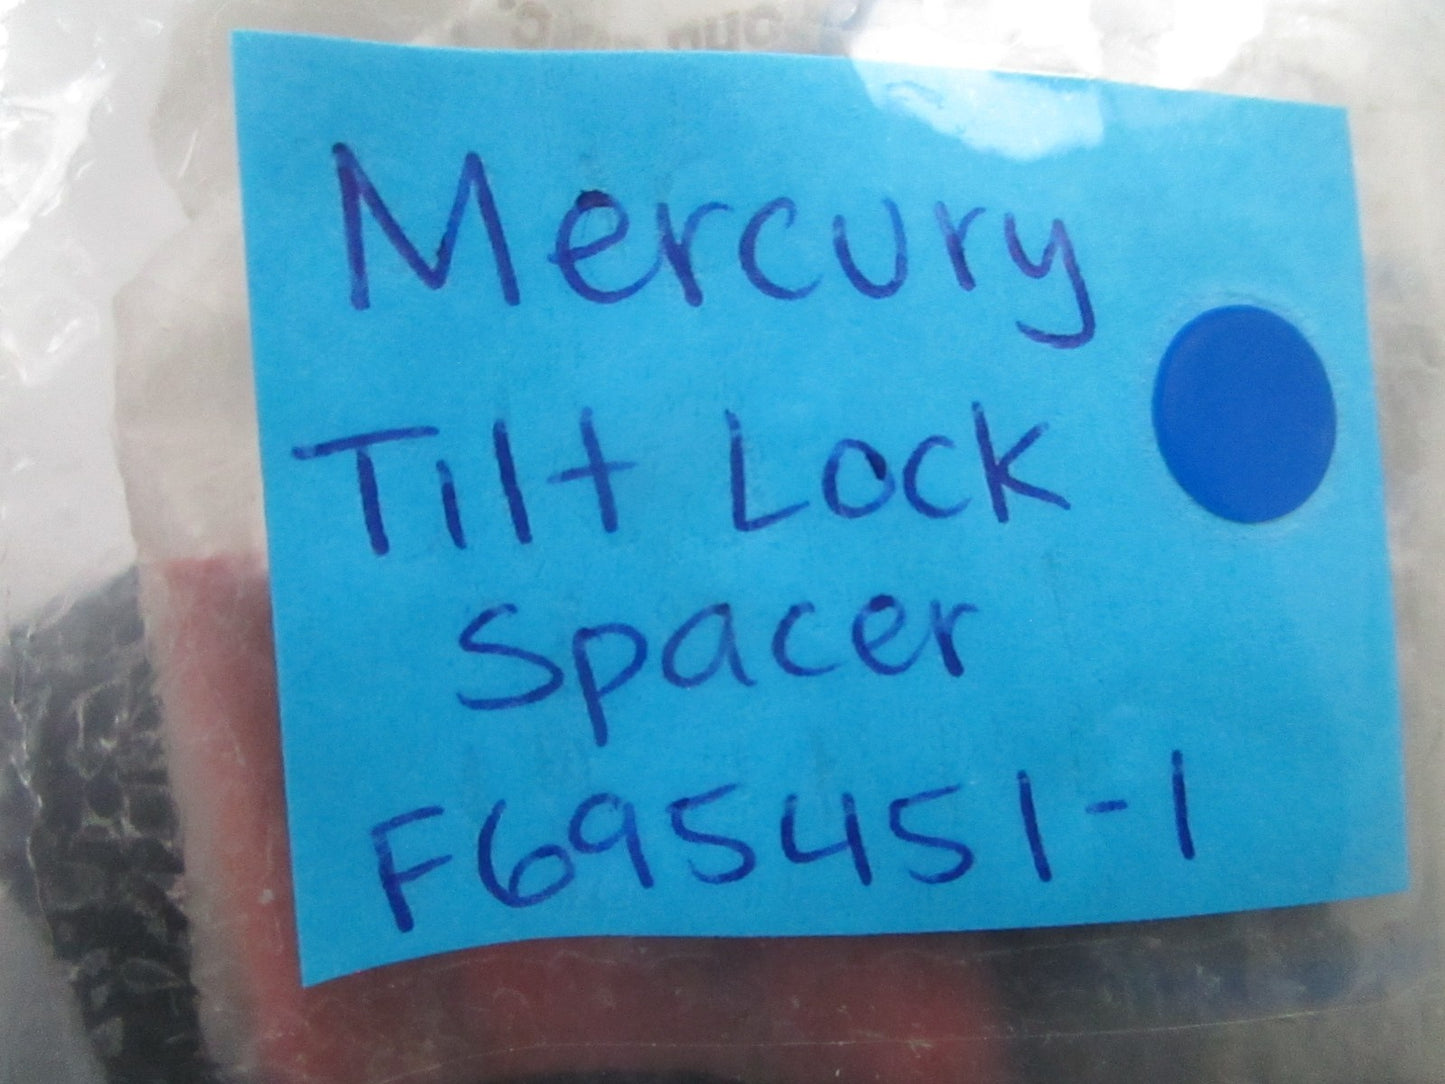 Mercury
Tilt Lock
Spacer
F695451-1